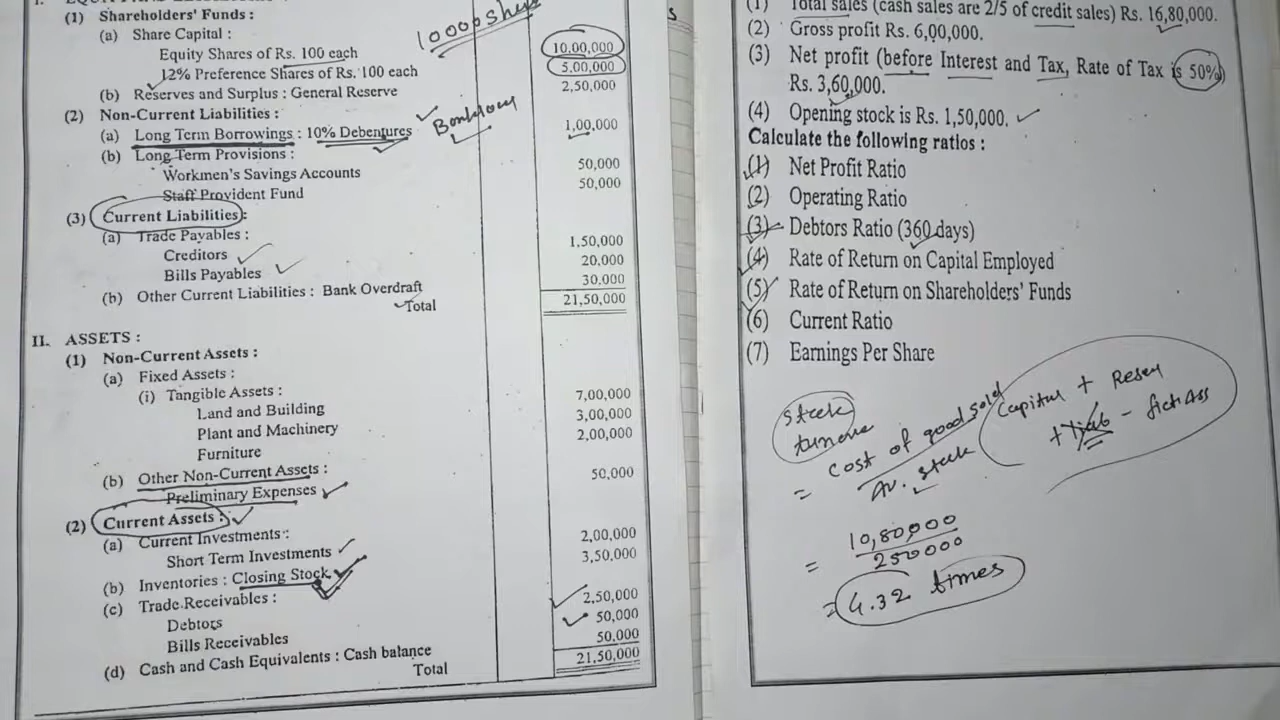 (1) Shareholders' Funds :
10000 
(a) Share Capital :
Equity Shares of Rs. 100 each 10,00,000
12% Preference Shares of Rs. 100 each 5,00,000
(b) Reserves and Surplus : General Reserve 2,50,000
(2) Non-Current Liabilities :
(a) Long Term Borrowings : 10% Debentures 1,00,000
(b) Long Term Provisions :
Workmen's Savings Accounts 50,000
Staff Provident Fund 50,000
(3) Current Liabilities :
(a) Trade Payables :
Creditors 1,50,000
Bills Payables 20,000
(b) Other Current Liabilities : Bank Overdraft 30,000
Total 21,50,000
II. ASSETS :
(1) Non-Current Assets :
(a) Fixed Assets :
(i) Tangible Assets :
Land and Building 7,00,000
Plant and Machinery 3,00,000
Furniture 2,00,000
(b) Other Non-Current Assets :
Preliminary Expenses 50,000
(2) Current Assets :
(a) Current Investments :
Short Term Investments 2,00,000
(b) Inventories : Closing Stock 3,50,000
(c) Trade Receivables :
Debtors 2,50,000
Bills Receivables 50,000
(d) Cash and Cash Equivalents : Cash balance 50,000
Total 21,50,000
(1) Total sales (cash sales are 2/5 of credit sales) Rs. 16,80,000.
(2) Gross profit Rs. 6,00,000.
(3) Net profit (before Interest and Tax, Rate of Tax is 50%)
Rs. 3,60,000.
(4) Opening stock is Rs. 1,50,000.
Calculate the following ratios :
(1) Net Profit Ratio
(2) Operating Ratio
(3) Debtors Ratio (360 days)
(4) Rate of Return on Capital Employed
(5) Rate of Return on Shareholders' Funds
(6) Current Ratio
(7) Earnings Per Share
= Cost of good sold
Av. stock
= 10,80,000
250000
= 4.32 times
Capital + Reser